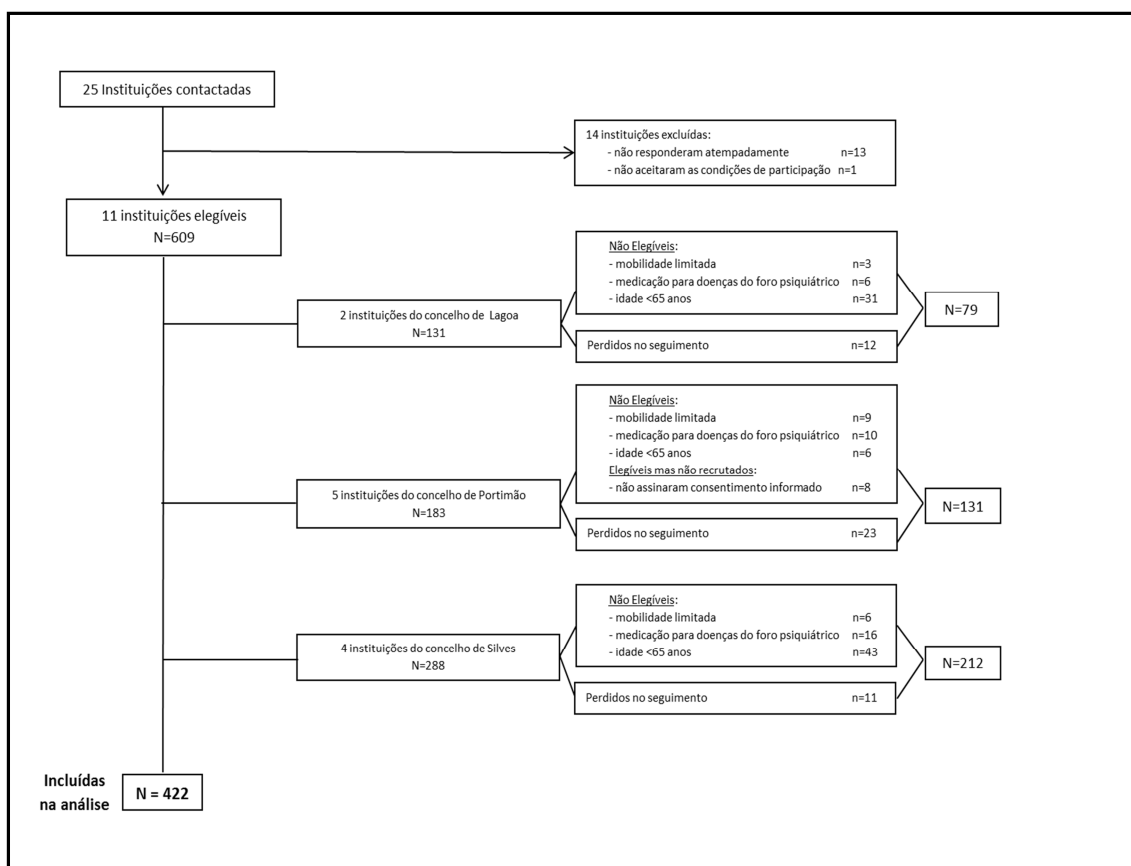 25 Instituições contactadas
14 instituições excluídas:
- não responderam atempadamente n=13
- não aceitaram as condições de participação n=1
11 instituições elegíveis
N=609
Não Elegíveis:
- mobilidade limitada n=3
- medicação para doenças do foro psiquiátrico n=6
- idade <65 anos n=31
2 instituições do concelho de Lagoa
N=131
N=79
Perdidos no seguimento n=12
Não Elegíveis:
- mobilidade limitada n=9
- medicação para doenças do foro psiquiátrico n=10
- idade <65 anos n=6
Elegíveis mas não recrutados:
- não assinaram consentimento informado n=8
5 instituições do concelho de Portimão
N=183
N=131
Perdidos no seguimento n=23
Não Elegíveis:
- mobilidade limitada n=6
- medicação para doenças do foro psiquiátrico n=16
- idade <65 anos n=43
4 instituições do concelho de Silves
N=288
N=212
Perdidos no seguimento n=11
Incluídas
na análise
N = 422